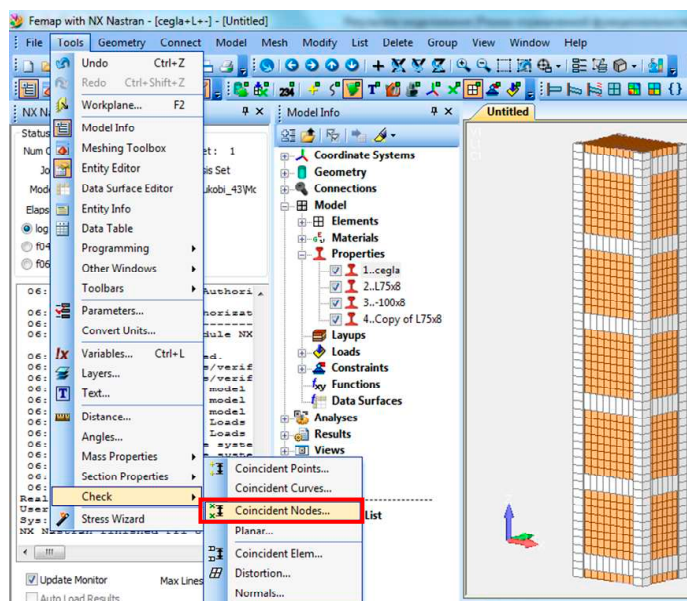 Femap with NX Nastran - [cegla+L+-] - [Untitled]
File Tools Geometry Connect Model Mesh Modify List Delete Group View Window Help
Undo Ctrl+Z
Redo Ctrl+Shift+Z
Workplane... F2
Model Info
Meshing Toolbox
Entity Editor
Data Surface Editor
Entity Info
Data Table
Programming
Other Windows
Toolbars
Parameters...
Convert Units...
Variables... Ctrl+L
Layers...
Text...
Distance...
Angles...
Mass Properties
Section Properties
Check
Stress Wizard
Coincident Points...
Coincident Curves...
Coincident Nodes...
Planar...
Coincident Elem...
Distortion...
Normals...
Status
Num
log
f04
f06
Update Monitor
Max Lines
Auto Load Results
Model Info
Coordinate Systems
Geometry
Connections
Model
Elements
Materials
Properties
1..cegla
2..L75x8
3..-100x8
4..Copy of L75x8
Layups
Loads
Constraints
Functions
Data Surfaces
Analyses
Results
Views
List
Untitled